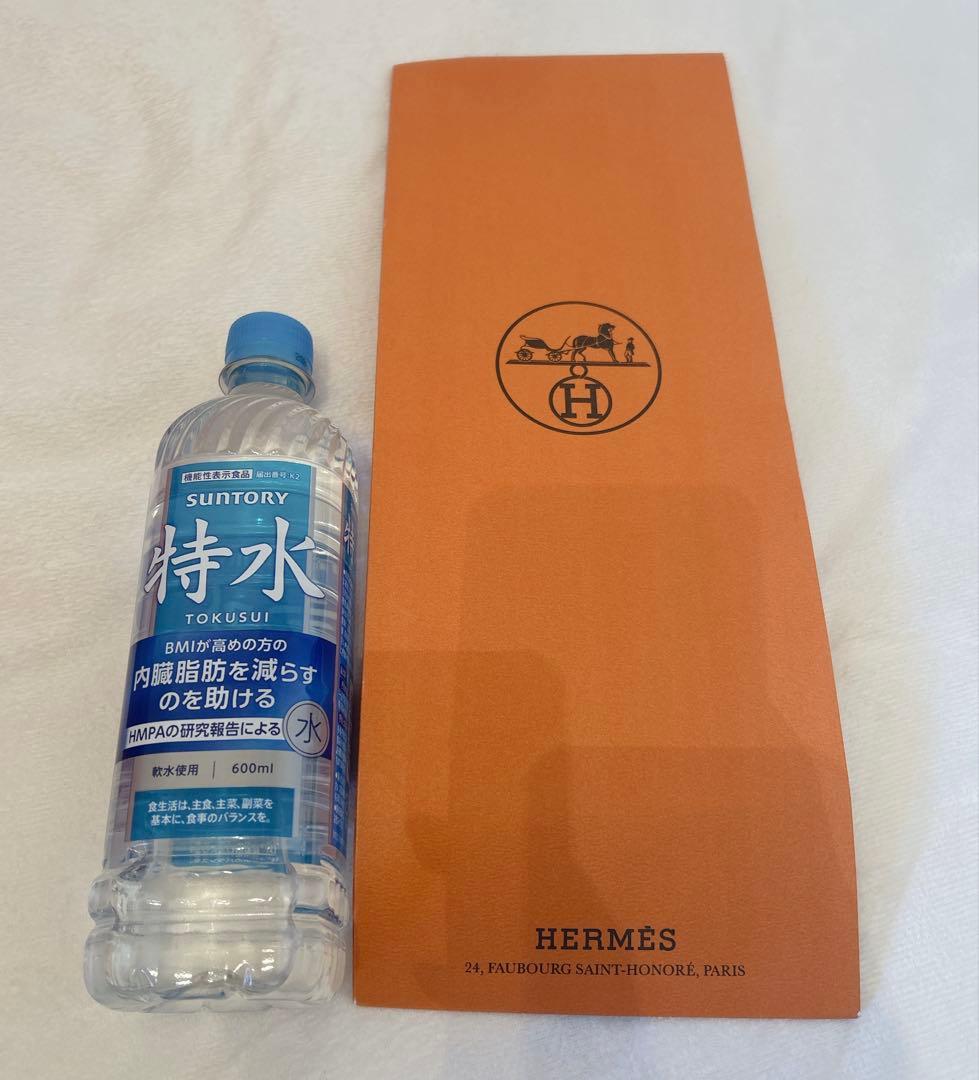 機能性表示食品 届出番号:K2
SUNTORY
特水
TOKUSUI
BMIが高めの方の
内臓脂肪を減らす
のを助ける
HMPAの研究報告による 水
軟水使用 | 600ml
食生活は、主食、主菜、副菜を
基本に、食事のバランスを。
H
HERMÈS
24, FAUBOURG SAINT-HONORÉ, PARIS